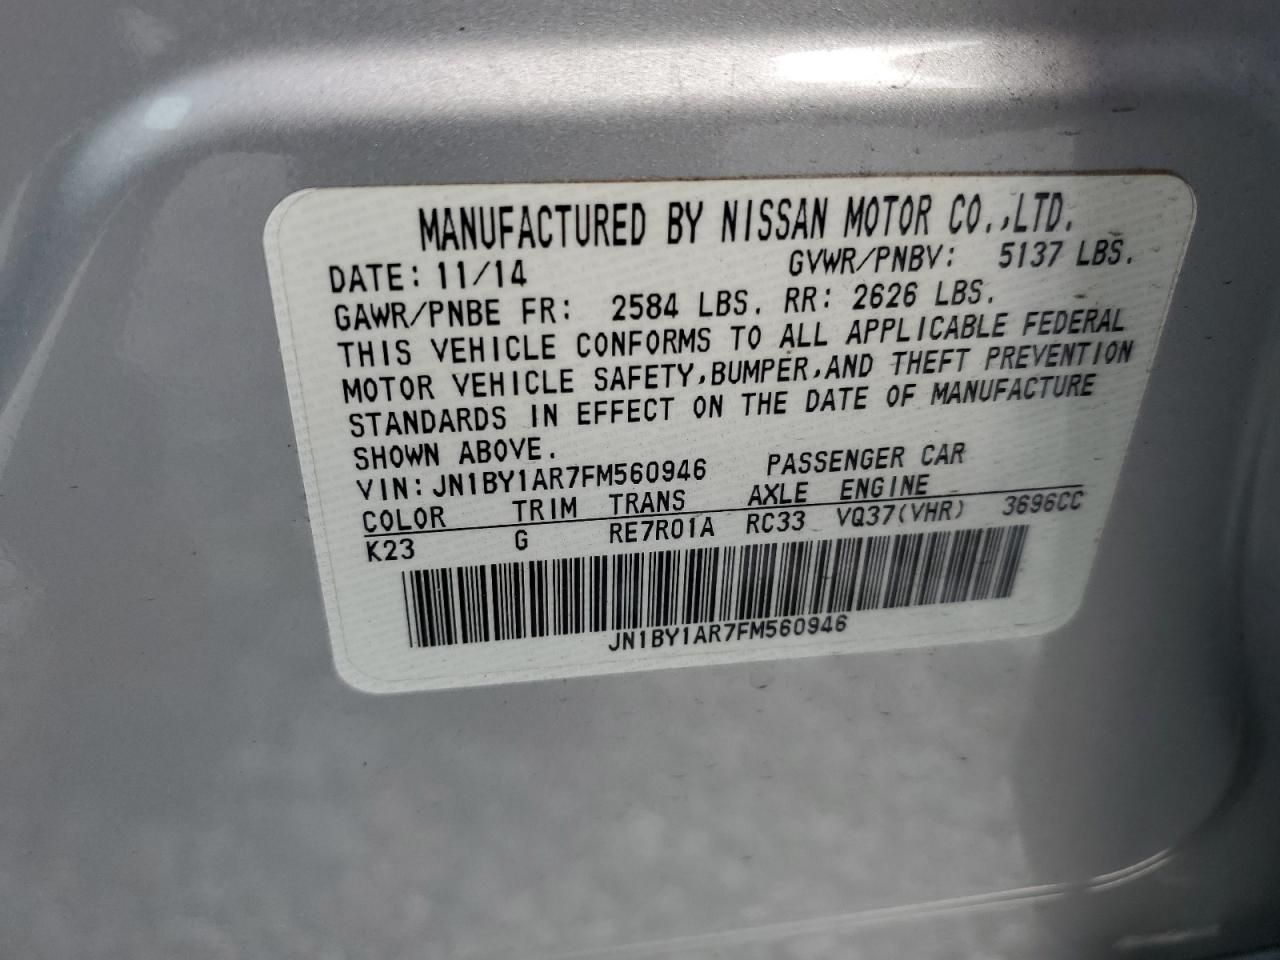 MANUFACTURED BY NISSAN MOTOR CO.,LTD.
DATE: 11/14 GVWR/PNBV: 5137 LBS.
GAWR/PNBE FR: 2584 LBS. RR: 2626 LBS.
THIS VEHICLE CONFORMS TO ALL APPLICABLE FEDERAL
MOTOR VEHICLE SAFETY,BUMPER,AND THEFT PREVENTION
STANDARDS IN EFFECT ON THE DATE OF MANUFACTURE
SHOWN ABOVE.
VIN: JN1BY1AR7FM560946 PASSENGER CAR
COLOR TRIM TRANS AXLE ENGINE
K23 G RE7R01A RC33 VQ37(VHR) 3696CC
JN1BY1AR7FM560946